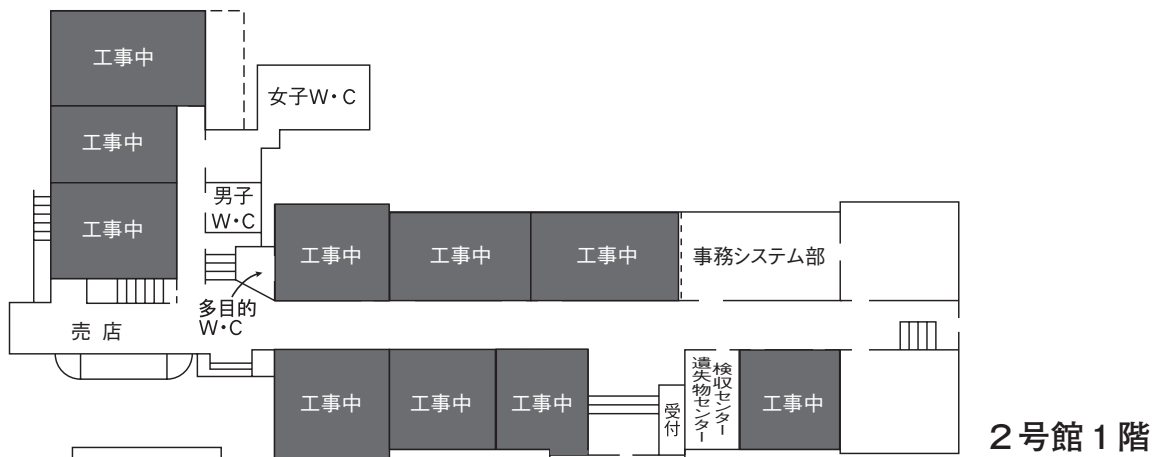 工事中
女子W・C
工事中
工事中
男子
W・C
工事中
工事中
工事中
事務システム部
多目的
W・C
売店
工事中
工事中
工事中
受付
検収センター
遺失物センター
工事中
2号館1階